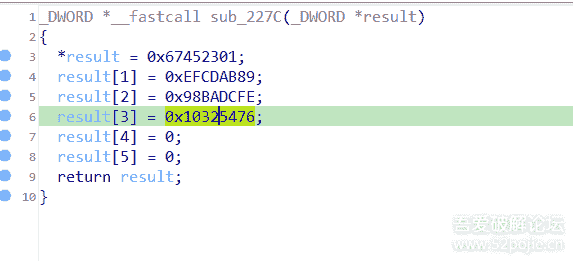 1 _DWORD *__fastcall sub_227C(_DWORD *result)
2 {
3 *result = 0x67452301;
4 result[1] = 0xEFCDAB89;
5 result[2] = 0x98BADCFE;
6 result[3] = 0x10325476;
7 result[4] = 0;
8 result[5] = 0;
9 return result;
10 }
吾爱破解论坛
www.52pojie.cn